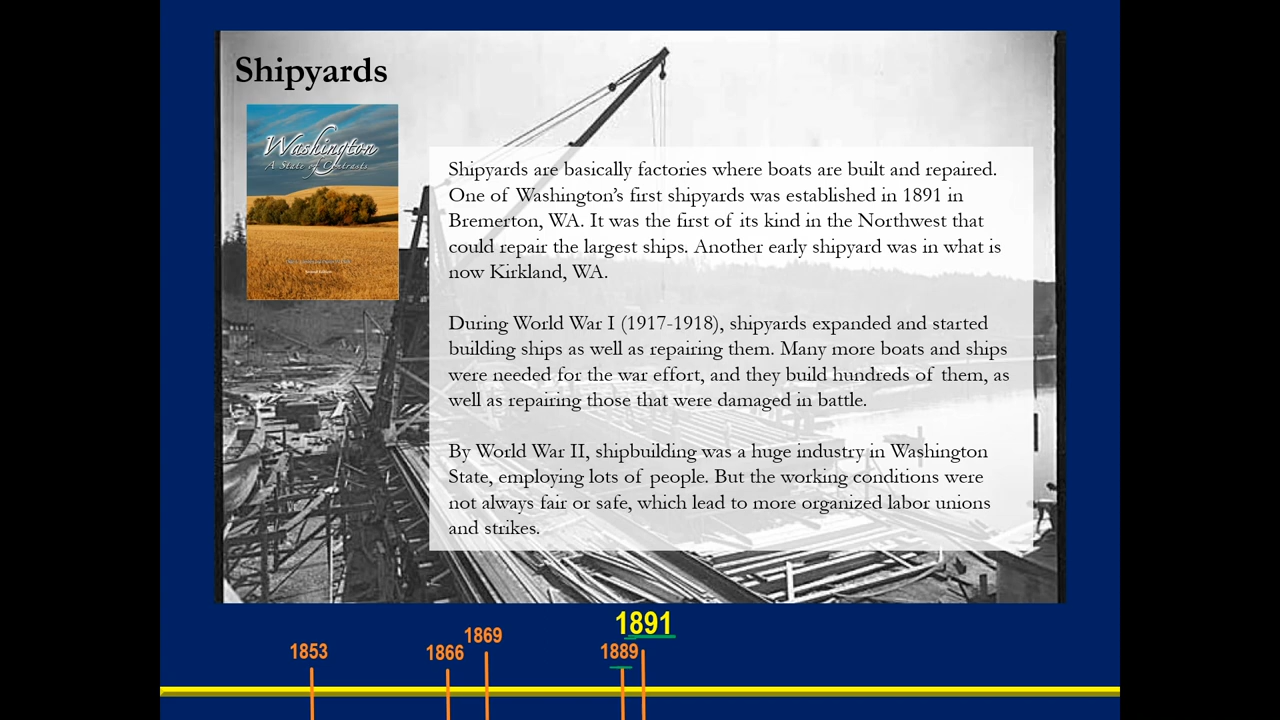 Shipyards
Washington
A State of Contrasts
Shipyards are basically factories where boats are built and repaired.
One of Washington's first shipyards was established in 1891 in
Bremerton, WA. It was the first of its kind in the Northwest that
could repair the largest ships. Another early shipyard was in what is
now Kirkland, WA.
During World War I (1917-1918), shipyards expanded and started
building ships as well as repairing them. Many more boats and ships
were needed for the war effort, and they build hundreds of them, as
well as repairing those that were damaged in battle.
By World War II, shipbuilding was a huge industry in Washington
State, employing lots of people. But the working conditions were
not always fair or safe, which lead to more organized labor unions
and strikes.
1891
1853
1866
1869
1889